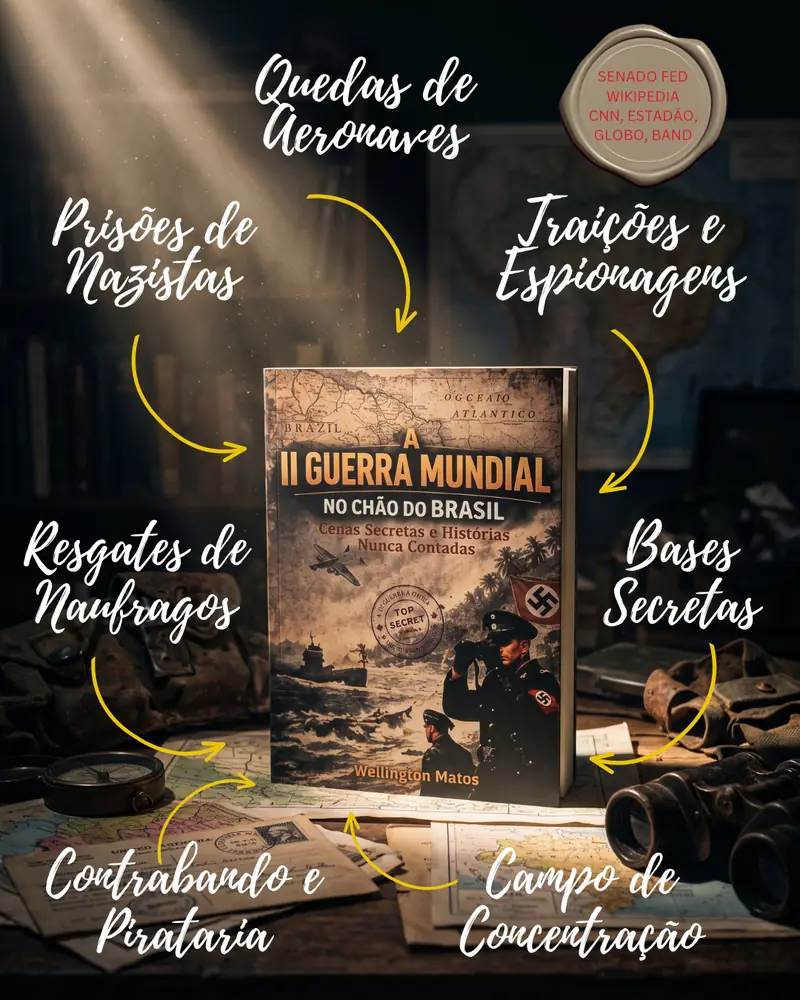 Quedas de
Aeronaves
SENADO FED
WIKIPEDIA
CNN, ESTADÃO,
GLOBO, BAND
Prisões de
Nazistas
Traições e
Espionagens
OGCEAIO
ATLANTICO
BRAZIL
A
II GUERRA MUNDIAL
NO CHÃO DO BRASIL
Cenas Secretas e Histórias
Nunca Contadas
TOP
SECRET
Wellington Matos
Resgates de
Naufragos
Bases
Secretas
Contrabando e
Pirataria
Campo de
Concentração